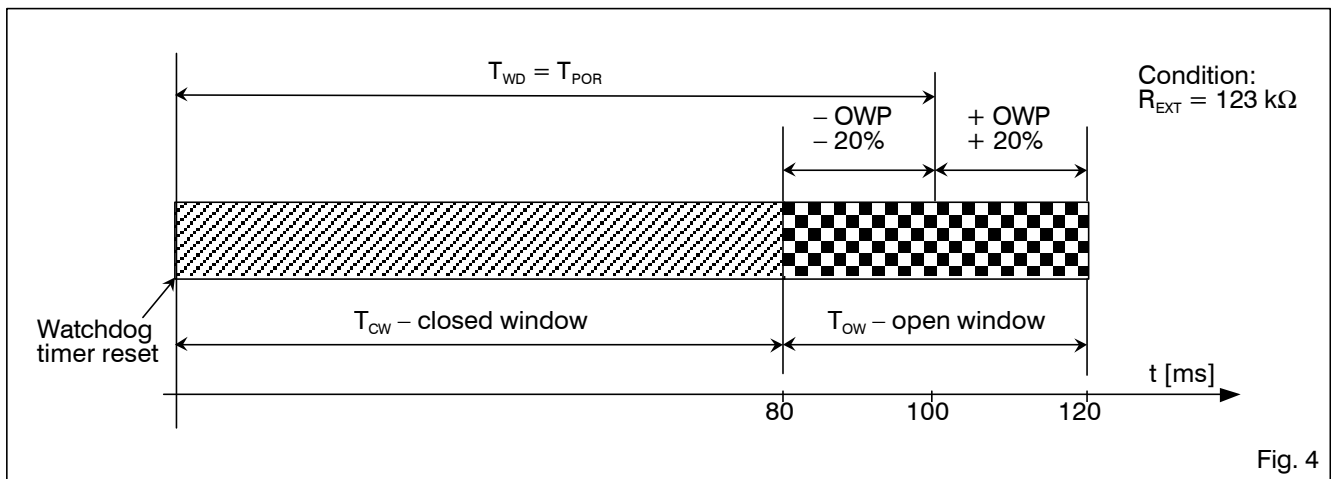 T_WD = T_POR
Condition:
R_EXT = 123 kΩ
– OWP
– 20%
+ OWP
+ 20%
Watchdog
timer reset
T_CW – closed window
T_OW – open window
t [ms]
80
100
120
Fig. 4